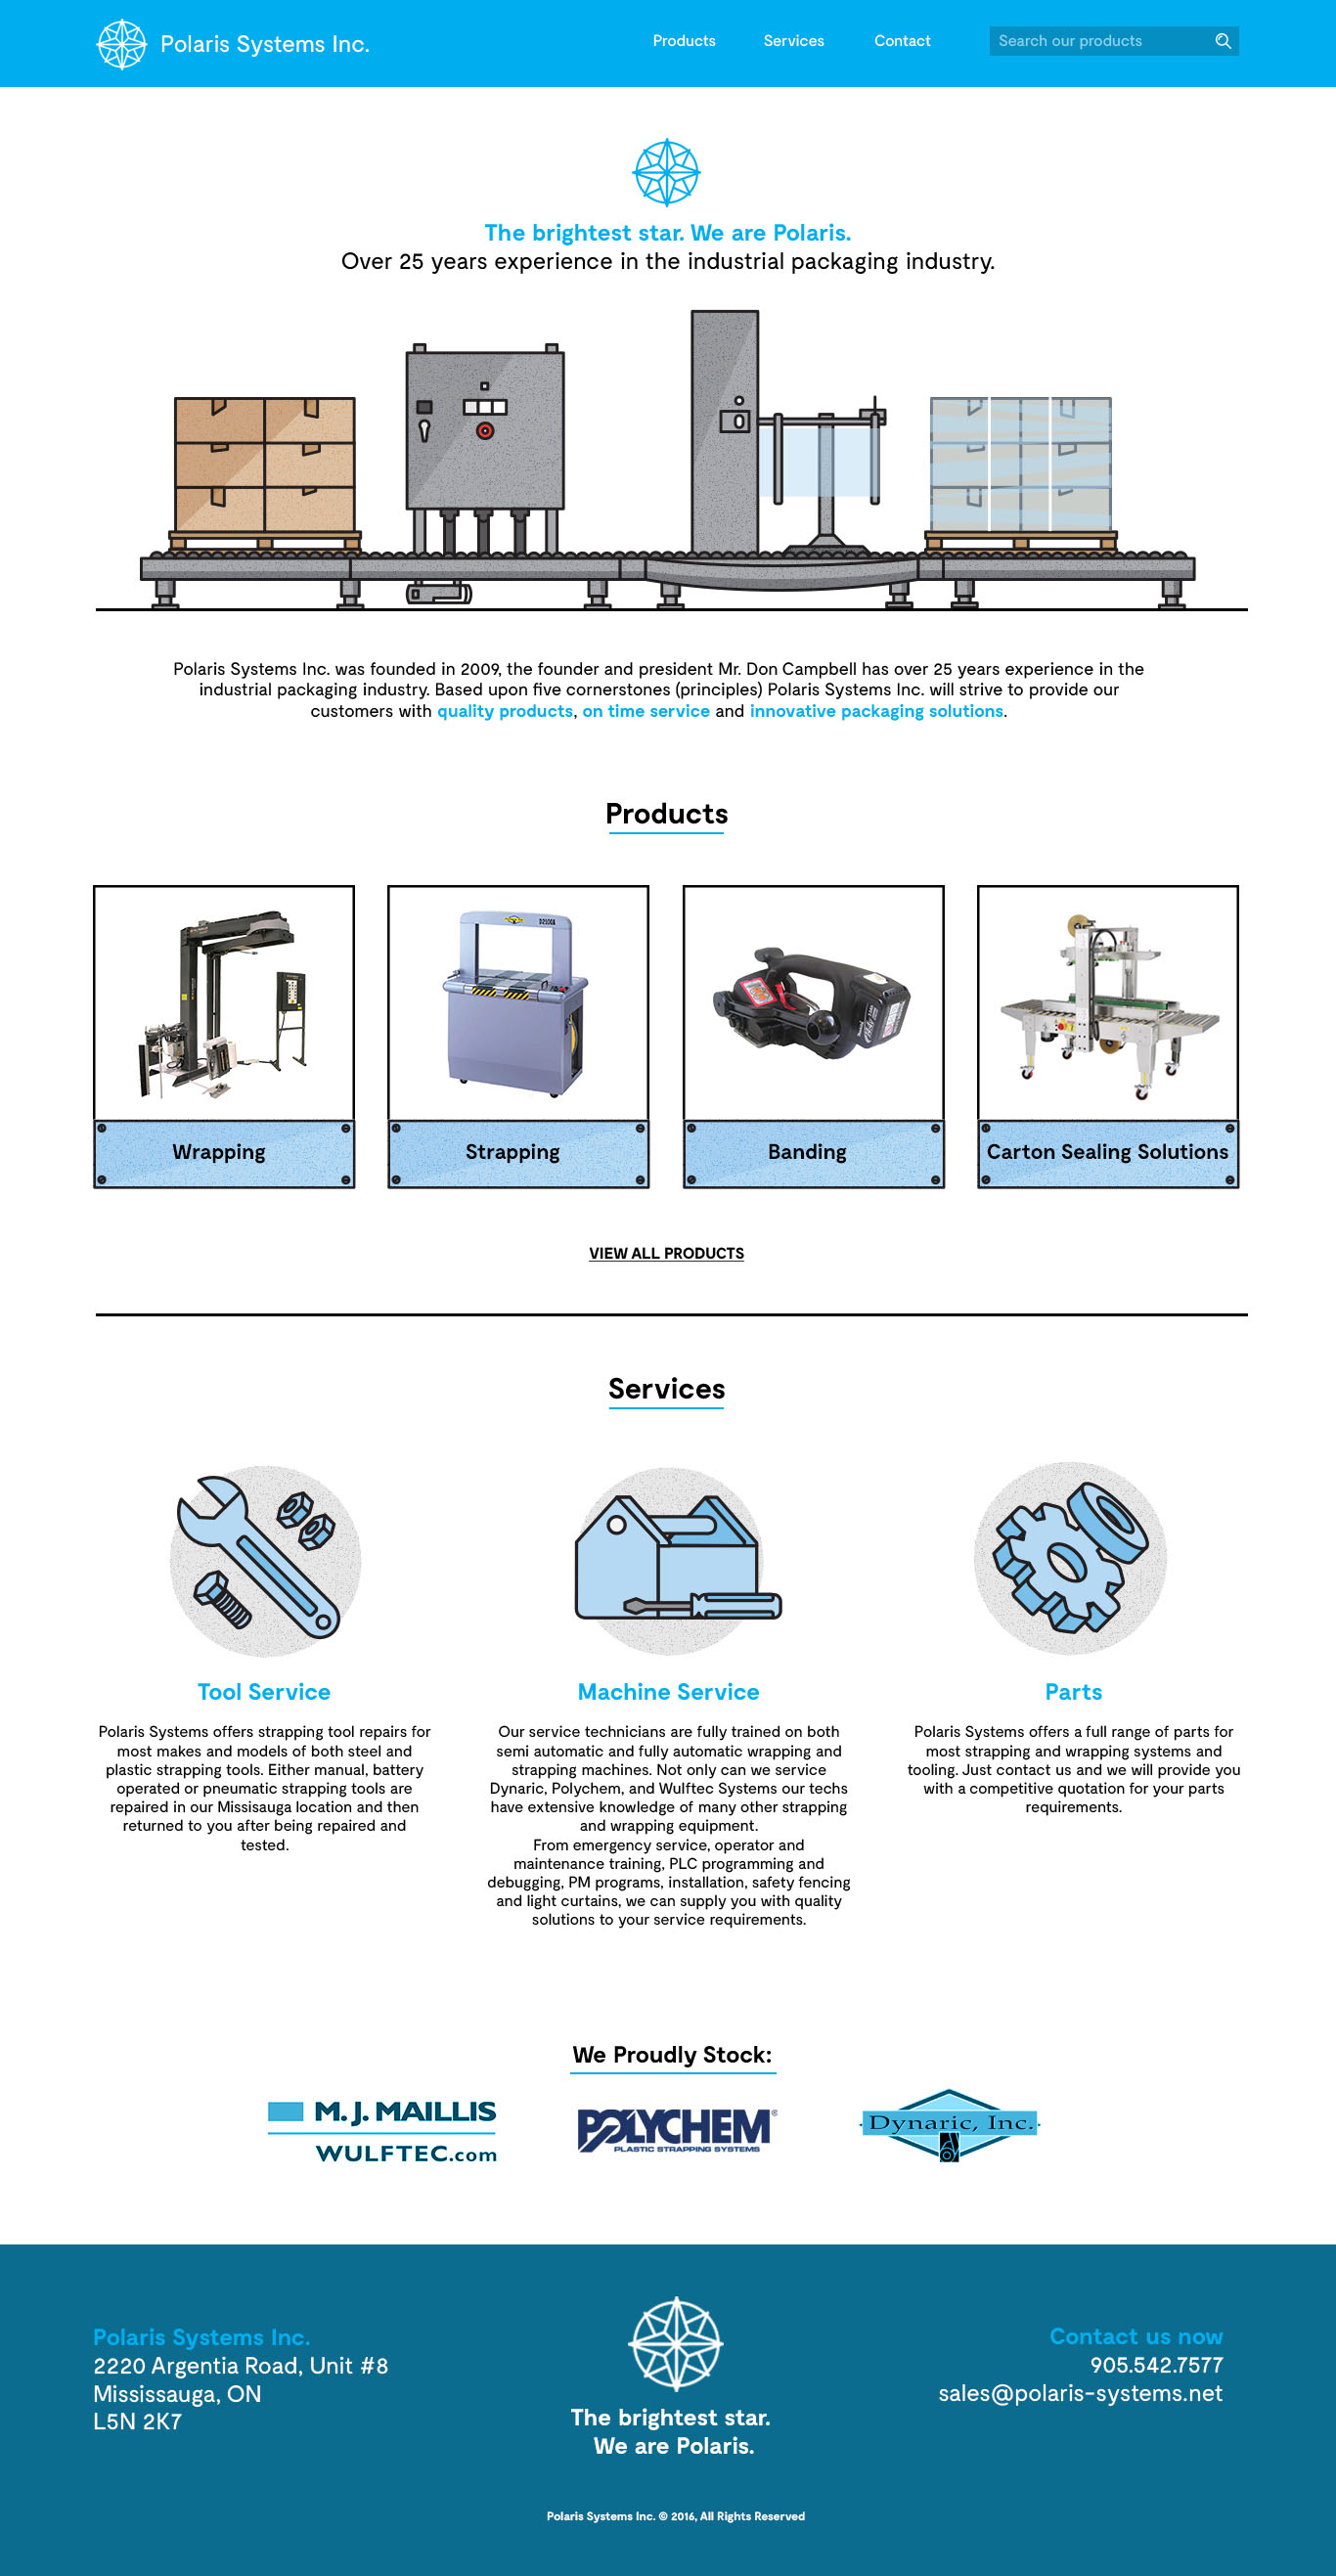 Polaris Systems Inc.
Products
Services
Contact
Search our products
The brightest star. We are Polaris.
Over 25 years experience in the industrial packaging industry.
Polaris Systems Inc. was founded in 2009, the founder and president Mr. Don Campbell has over 25 years experience in the
industrial packaging industry. Based upon five cornerstones (principles) Polaris Systems Inc. will strive to provide our
customers with quality products, on time service and innovative packaging solutions.
Products
D2100A
Wrapping
Strapping
Banding
Carton Sealing Solutions
VIEW ALL PRODUCTS
Services
Tool Service
Polaris Systems offers strapping tool repairs for
most makes and models of both steel and
plastic strapping tools. Either manual, battery
operated or pneumatic strapping tools are
repaired in our Missisauga location and then
returned to you after being repaired and
tested.
Machine Service
Our service technicians are fully trained on both
semi automatic and fully automatic wrapping and
strapping machines. Not only can we service
Dynaric, Polychem, and Wulftec Systems our techs
have extensive knowledge of many other strapping
and wrapping equipment.
From emergency service, operator and
maintenance training, PLC programming and
debugging, PM programs, installation, safety fencing
and light curtains, we can supply you with quality
solutions to your service requirements.
Parts
Polaris Systems offers a full range of parts for
most strapping and wrapping systems and
tooling. Just contact us and we will provide you
with a competitive quotation for your parts
requirements.
We Proudly Stock:
M.J. MAILLIS
WULFTEC.com
POLYCHEM®
PLASTIC STRAPPING SYSTEMS
Dynaric, Inc.
Polaris Systems Inc.
2220 Argentia Road, Unit #8
Mississauga, ON
L5N 2K7
The brightest star.
We are Polaris.
Contact us now
905.542.7577
sales@polaris-systems.net
Polaris Systems Inc. © 2016, All Rights Reserved